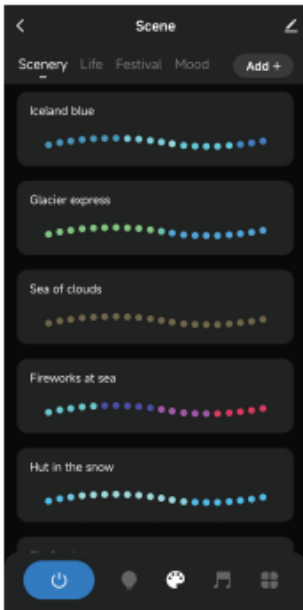 Scene
Scenery Life Festival Mood Add +
Iceland blue
Glacier express
Sea of clouds
Fireworks at sea
Hut in the snow